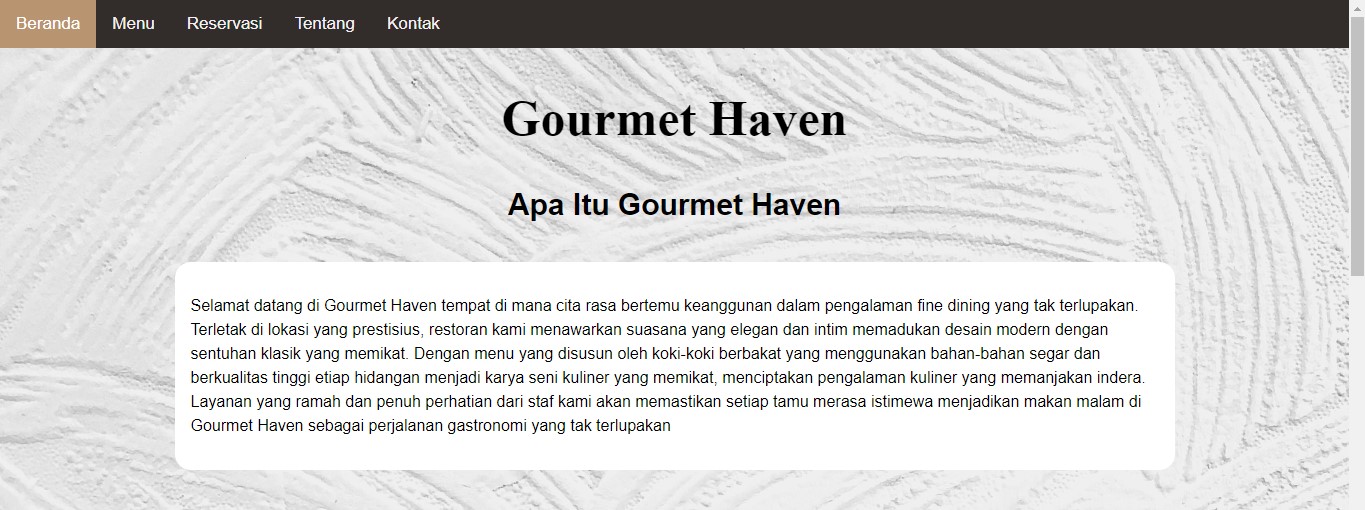 Beranda Menu Reservasi Tentang Kontak
Gourmet Haven
Apa Itu Gourmet Haven
Selamat datang di Gourmet Haven tempat di mana cita rasa bertemu keanggunan dalam pengalaman fine dining yang tak terlupakan.
Terletak di lokasi yang prestisius, restoran kami menawarkan suasana yang elegan dan intim memadukan desain modern dengan
sentuhan klasik yang memikat. Dengan menu yang disusun oleh koki-koki berbakat yang menggunakan bahan-bahan segar dan
berkualitas tinggi etiap hidangan menjadi karya seni kuliner yang memikat, menciptakan pengalaman kuliner yang memanjakan indera.
Layanan yang ramah dan penuh perhatian dari staf kami akan memastikan setiap tamu merasa istimewa menjadikan makan malam di
Gourmet Haven sebagai perjalanan gastronomi yang tak terlupakan